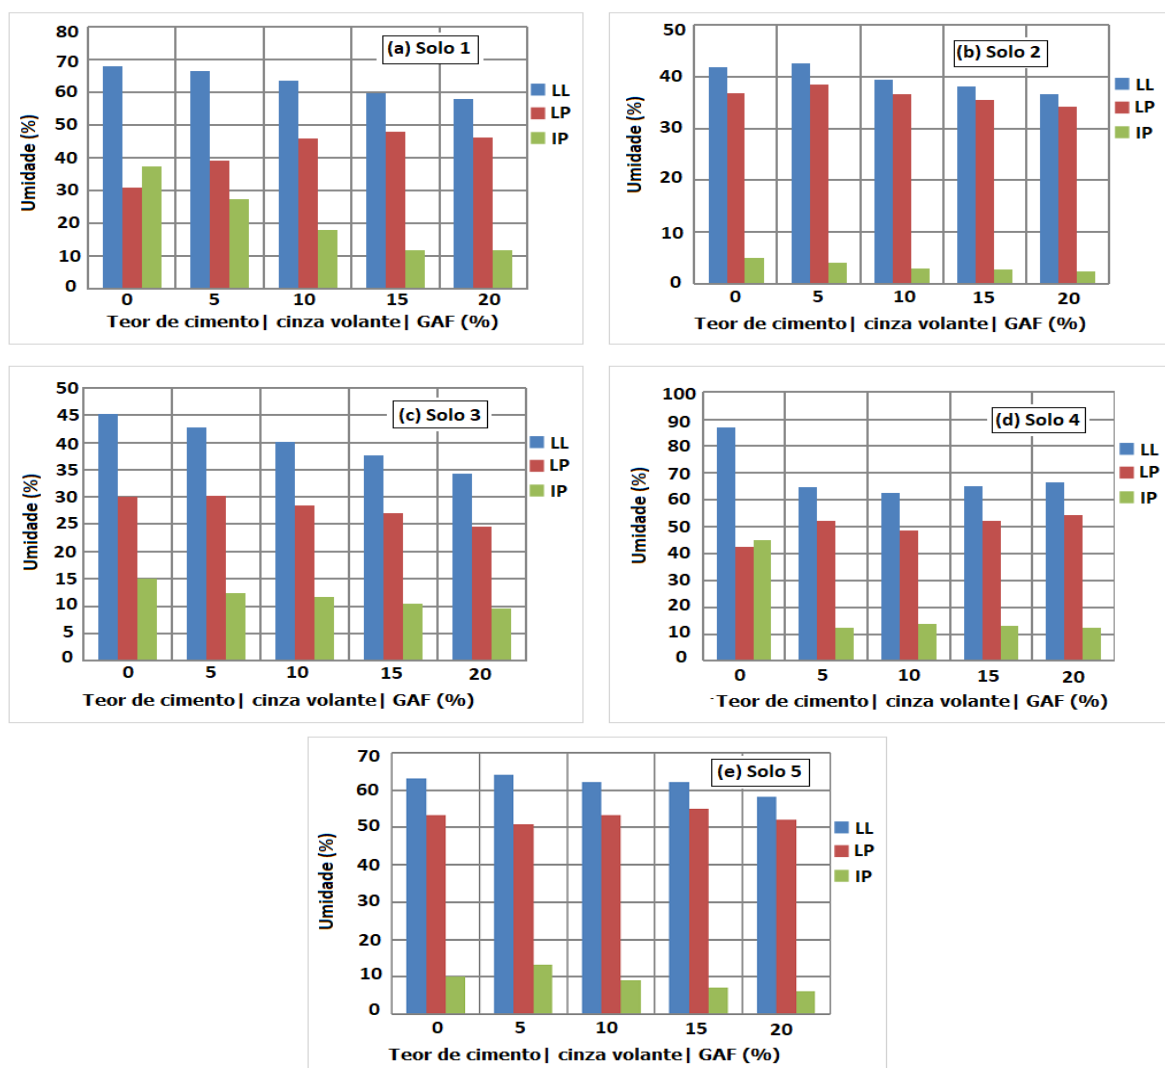 (a) Solo 1
Umidade (%)
80
70
60
50
40
30
20
10
0
0 5 10 15 20
Teor de cimento| cinza volante| GAF (%)
LL
LP
IP
(b) Solo 2
Umidade (%)
50
40
30
20
10
0
0 5 10 15 20
Teor de cimento| cinza volante| GAF (%)
LL
LP
IP
(c) Solo 3
Umidade (%)
50
45
40
35
30
25
20
15
10
5
0
0 5 10 15 20
Teor de cimento| cinza volante| GAF (%)
LL
LP
IP
(d) Solo 4
Umidade (%)
100
90
80
70
60
50
40
30
20
10
0
0 5 10 15 20
Teor de cimento| cinza volante| GAF (%)
LL
LP
IP
(e) Solo 5
Umidade (%)
70
60
50
40
30
20
10
0
0 5 10 15 20
Teor de cimento| cinza volante| GAF (%)
LL
LP
IP